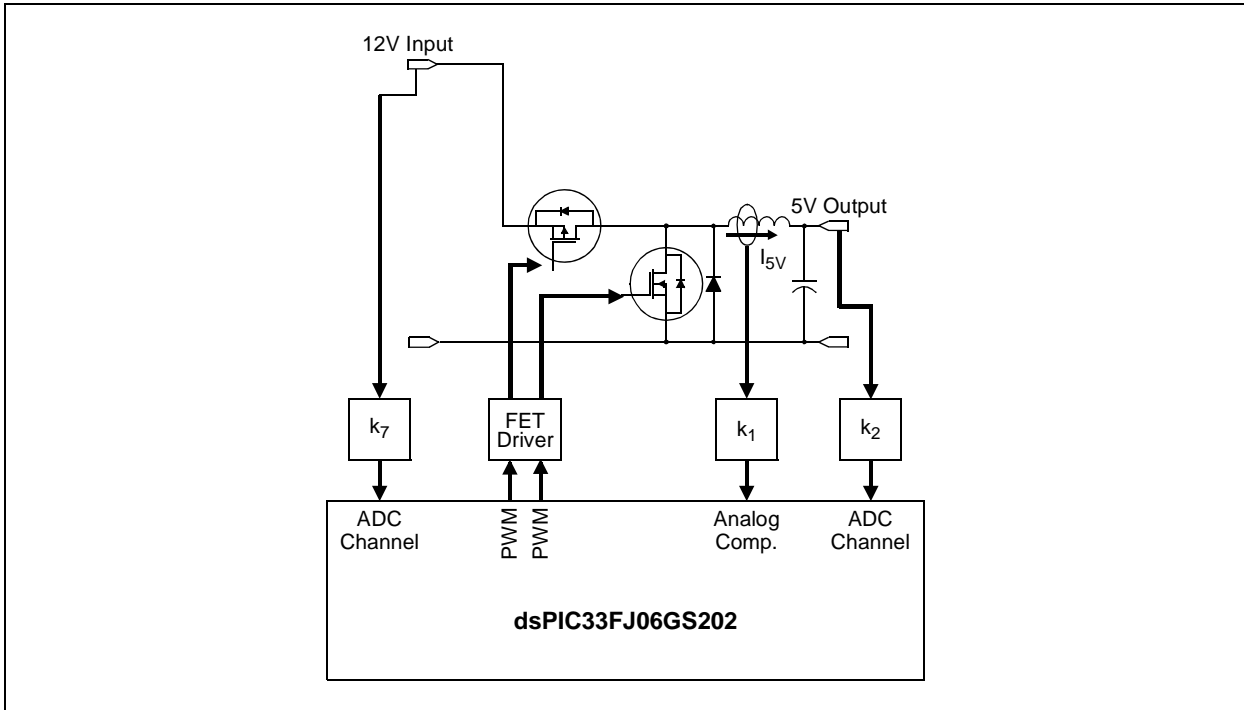 12V Input
5V Output
I5V
k7
FET
Driver
k1
k2
ADC
Channel
PWM
PWM
Analog
Comp.
ADC
Channel
dsPIC33FJ06GS202